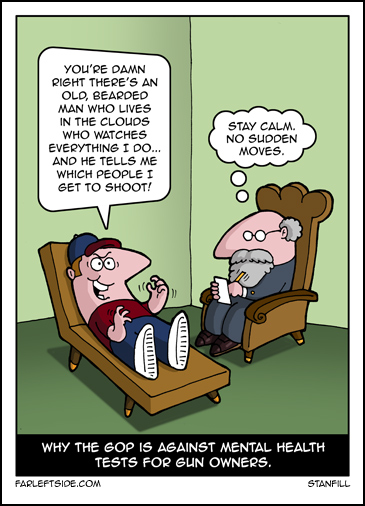 YOU'RE DAMN
RIGHT THERE'S AN
OLD, BEARDED
MAN WHO LIVES
IN THE CLOUDS
WHO WATCHES
EVERYTHING I DO...
AND HE TELLS ME
WHICH PEOPLE I
GET TO SHOOT!
STAY CALM.
NO SUDDEN
MOVES.
WHY THE GOP IS AGAINST MENTAL HEALTH
TESTS FOR GUN OWNERS.
FARLEFTSIDE.COM
STANFILL